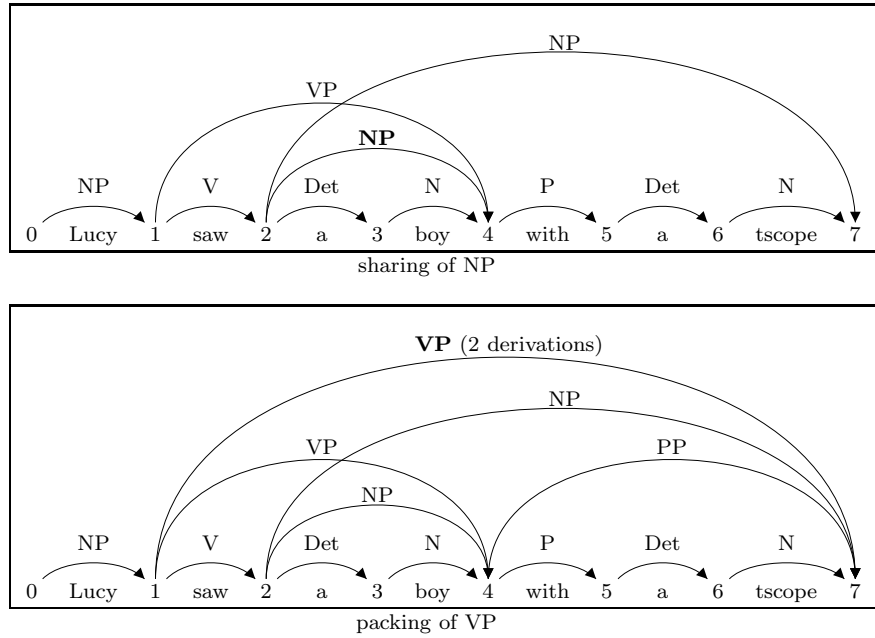 NP
VP
NP
NP V Det N P Det N
0 Lucy 1 saw 2 a 3 boy 4 with 5 a 6 tscope 7
sharing of NP
VP (2 derivations)
NP
VP PP
NP
NP V Det N P Det N
0 Lucy 1 saw 2 a 3 boy 4 with 5 a 6 tscope 7
packing of VP